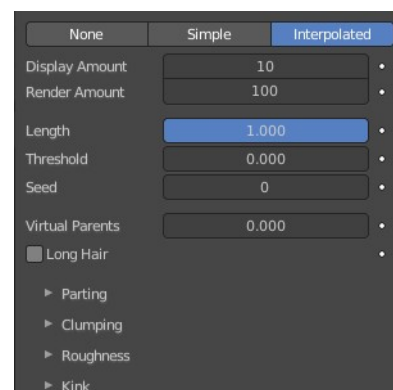 None Simple Interpolated
Display Amount 10
Render Amount 100
Length 1.000
Threshold 0.000
Seed 0
Virtual Parents 0.000
Long Hair
Parting
Clumping
Roughness
Kink